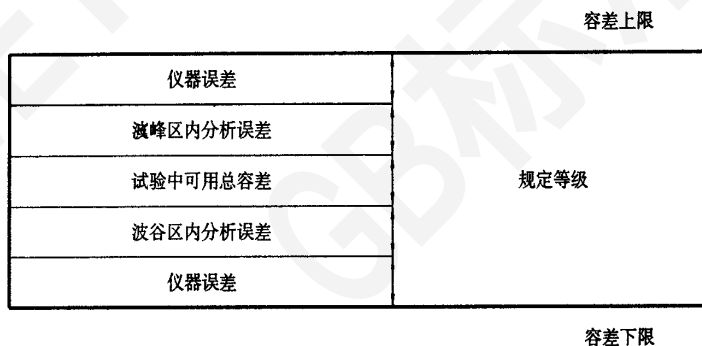 容差上限
仪器误差
波峰区内分析误差
试验中可用总容差
规定等级
波谷区内分析误差
仪器误差
容差下限